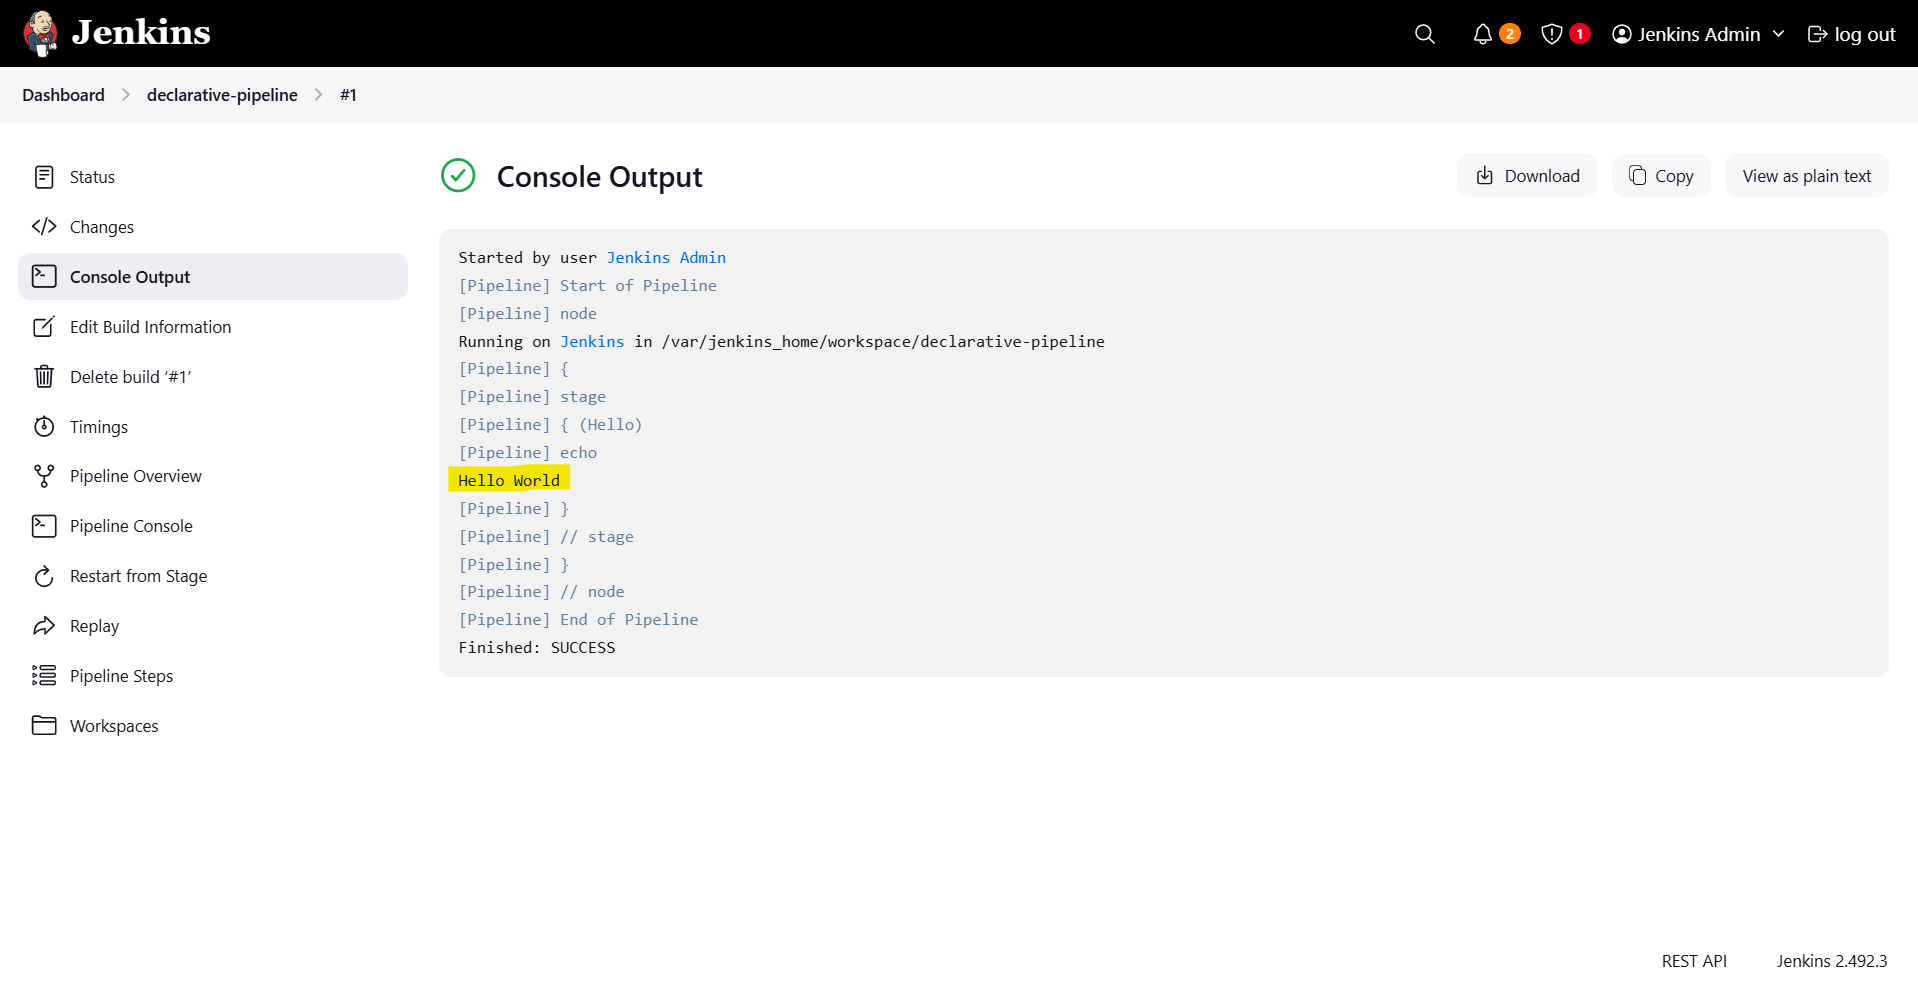 Jenkins
2
1
Jenkins Admin
log out
Dashboard
declarative-pipeline
#1
Status
Changes
Console Output
Edit Build Information
Delete build ‘#1’
Timings
Pipeline Overview
Pipeline Console
Restart from Stage
Replay
Pipeline Steps
Workspaces
Console Output
Download
Copy
View as plain text
Started by user Jenkins Admin
[Pipeline] Start of Pipeline
[Pipeline] node
Running on Jenkins in /var/jenkins_home/workspace/declarative-pipeline
[Pipeline] {
[Pipeline] stage
[Pipeline] { (Hello)
[Pipeline] echo
Hello World
[Pipeline] }
[Pipeline] // stage
[Pipeline] }
[Pipeline] // node
[Pipeline] End of Pipeline
Finished: SUCCESS
REST API
Jenkins 2.492.3